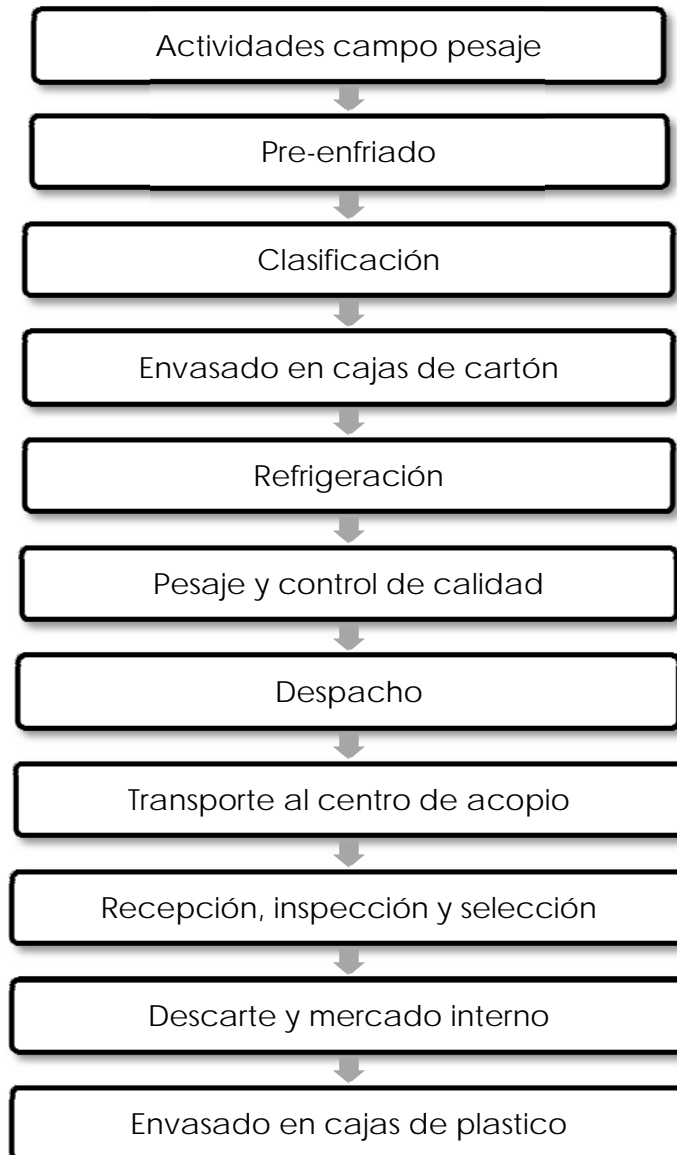 Actividades campo pesaje
Pre-enfriado
Clasificación
Envasado en cajas de cartón
Refrigeración
Pesaje y control de calidad
Despacho
Transporte al centro de acopio
Recepción, inspección y selección
Descarte y mercado interno
Envasado en cajas de plastico